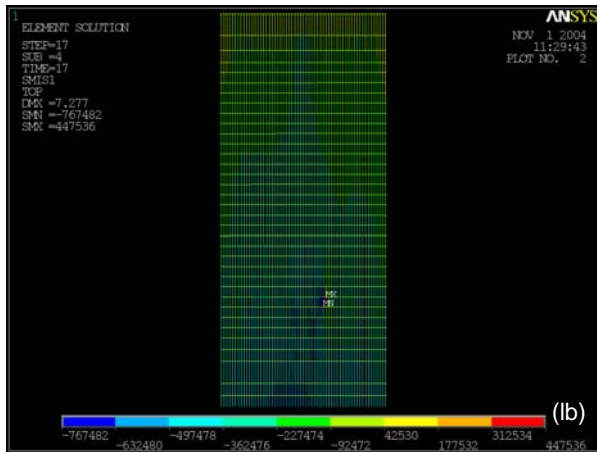 1
ELEMENT SOLUTION
STEP=17
SUB =4
TIME=17
SMIS1
TOP
DMX =7.277
SMN =-767482
SMX =447536
ANSYS
NOV 1 2004
11:29:43
PLOT NO. 2
MX
MN
(lb)
-767482 -497478 -227474 42530 312534
-632480 -362476 -92472 177532 447536